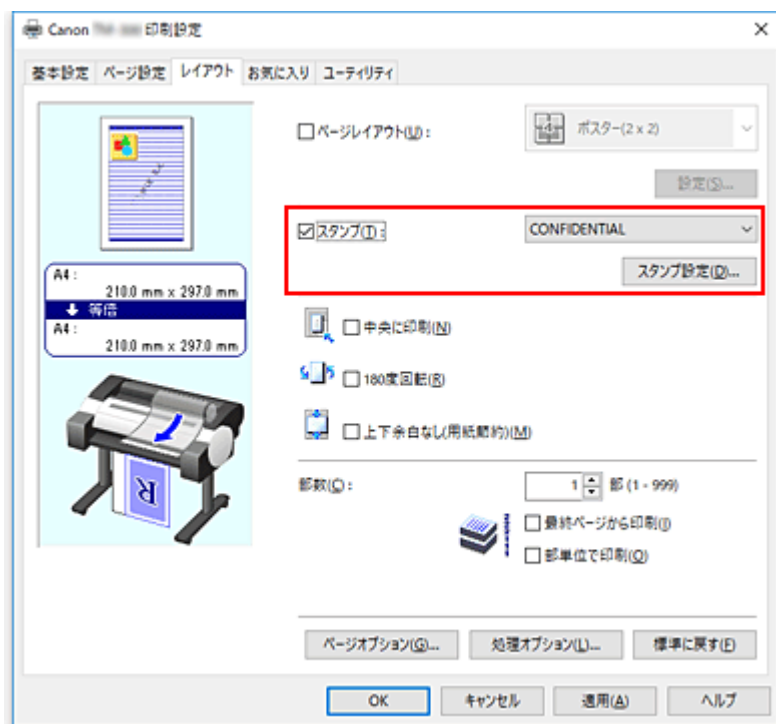 Canon 印刷設定
基本設定 ページ設定 レイアウト お気に入り ユーティリティ
ページレイアウト(U):
ポスター(2 x 2)
設定(S)...
スタンプ(T):
CONFIDENTIAL
スタンプ設定(D)...
A4:
210.0 mm x 297.0 mm
等倍
A4:
210.0 mm x 297.0 mm
中央に印刷(N)
180度回転(R)
上下余白なし(用紙節約)(M)
R
部数(C):
1 部 (1 - 999)
最終ページから印刷(I)
部単位で印刷(O)
ページオプション(G)...
処理オプション(L)...
標準に戻す(F)
OK
キャンセル
適用(A)
ヘルプ